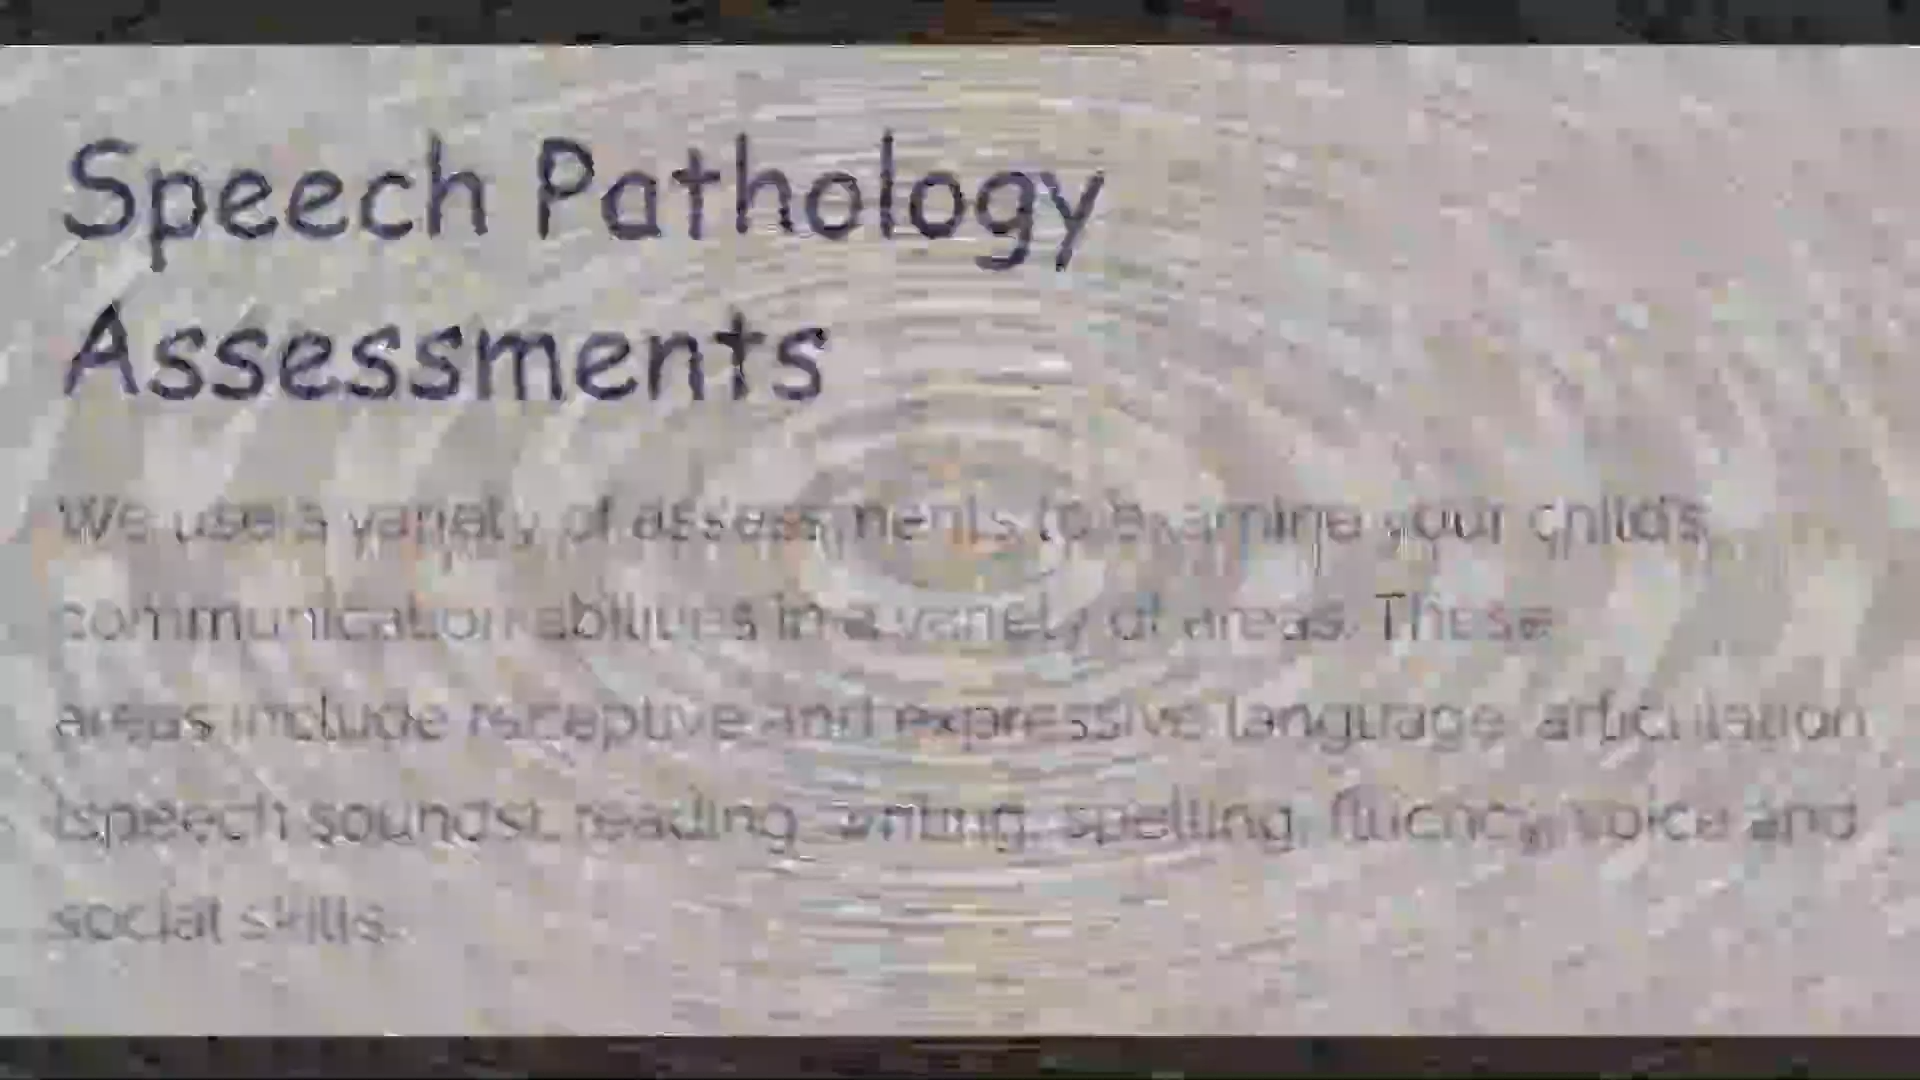 Speech Pathology
Assessments
We use a variety of assessments to examine your child's
communication abilities in a variety of areas. These
areas include receptive and expressive language, articulation
(speech sounds), reading, writing, spelling, fluency, voice and
social skills.